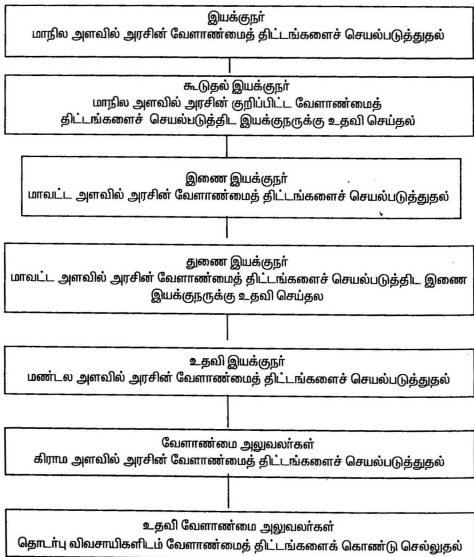 இயக்குநர்
மாநில அளவில் அரசின் வேளாண்மைத் திட்டங்களைச் செயல்படுத்துதல்
கூடுதல் இயக்குநர்
மாநில அளவில் அரசின் குறிப்பிட்ட வேளாண்மைத்
திட்டங்களைச் செயல்படுத்திட இயக்குநருக்கு உதவி செய்தல்
இணை இயக்குநர்
மாவட்ட அளவில் அரசின் வேளாண்மைத் திட்டங்களைச் செயல்படுத்துதல்
துணை இயக்குநர்
மாவட்ட அளவில் அரசின் வேளாண்மைத் திட்டங்களைச் செயல்படுத்திட இணை
இயக்குநருக்கு உதவி செய்தல
உதவி இயக்குநர்
மண்டல அளவில் அரசின் வேளாண்மைத் திட்டங்களைச் செயல்படுத்துதல்
வேளாண்மை அலுவலர்கள்
கிராம அளவில் அரசின் வேளாண்மைத் திட்டங்களைச் செயல்படுத்துதல்
உதவி வேளாண்மை அலுவலர்கள்
தொடர்பு விவசாயிகளிடம் வேளாண்மைத் திட்டங்களைக் கொண்டு செல்லுதல்